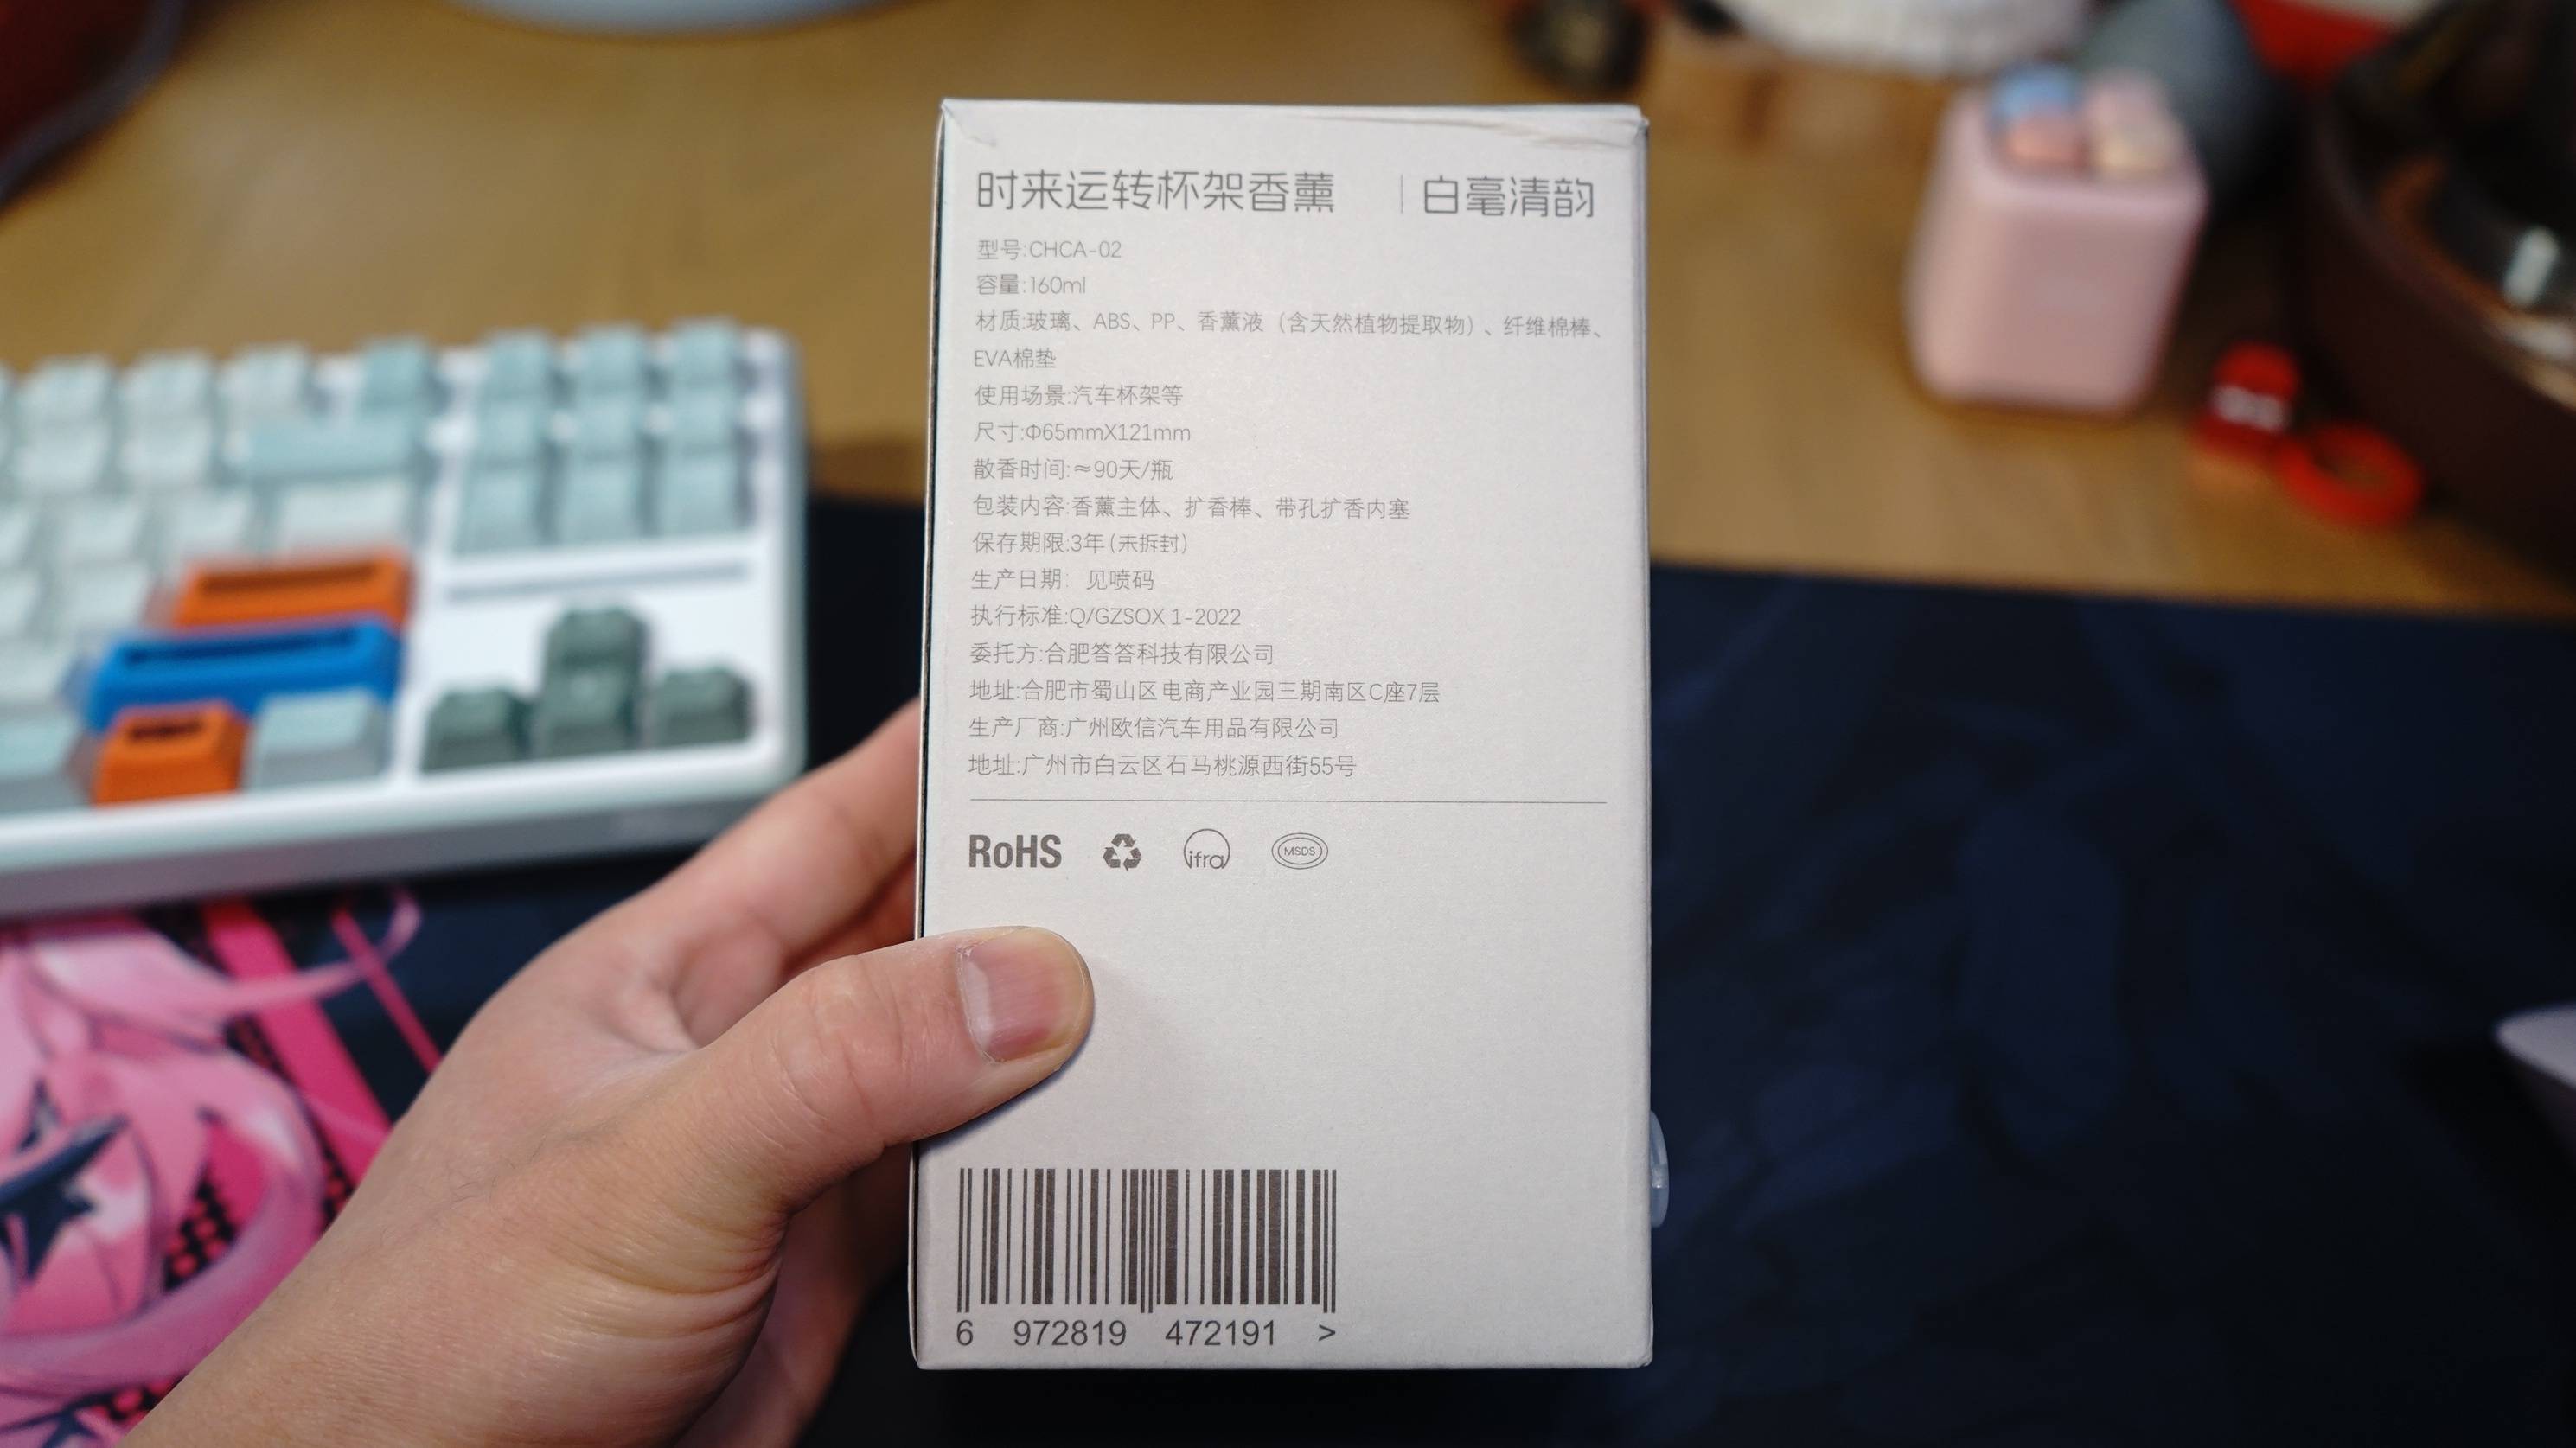 时来运转杯架香薰 | 白毫清韵
型号:CHCA-02
容量:160ml
材质:玻璃、ABS、PP、香薰液（含天然植物提取物）、纤维棉棒、
EVA棉垫
使用场景:汽车杯架等
尺寸:Φ65mmX121mm
散香时间:≈90天/瓶
包装内容:香薰主体、扩香棒、带孔扩香内塞
保存期限:3年(未拆封)
生产日期: 见喷码
执行标准:Q/GZSOX 1-2022
委托方:合肥答答科技有限公司
地址:合肥市蜀山区电商产业园三期南区C座7层
生产厂商:广州欧信汽车用品有限公司
地址:广州市白云区石马桃源西街55号
RoHS ifra MSDS
6 972819 472191 >